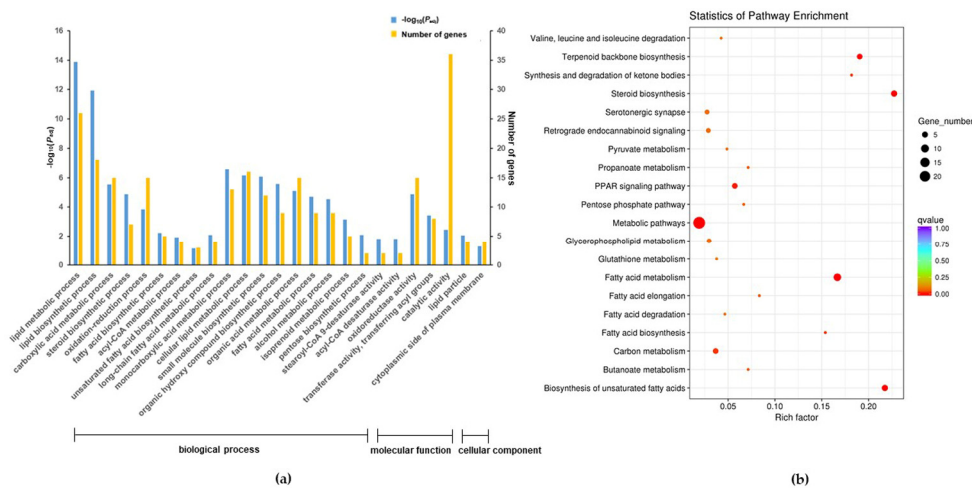 -log₁₀(Padj)
Number of genes
16
14
12
10
8
6
4
2
0
-log₁₀(Padj)
40
35
30
25
20
15
10
5
0
Number of genes
lipid metabolic process
lipid biosynthetic process
carboxylic acid metabolic process
steroid biosynthetic process
oxidation-reduction process
fatty acid biosynthetic process
acyl-CoA metabolic process
unsaturated fatty acid biosynthetic process
long-chain fatty acid metabolic process
monocarboxylic acid metabolic process
cellular lipid metabolic process
small molecule biosynthetic process
organic hydroxy compound biosynthetic process
organic acid metabolic process
fatty acid metabolic process
alcohol metabolic process
isoprenoid metabolic process
pentose biosynthetic process
stearoyl-CoA 9-desaturase activity
acyl-CoA desaturase activity
oxidoreductase activity
transferase activity, transferring acyl groups
catalytic activity
lipid particle
cytoplasmic side of plasma membrane
biological process
molecular function
cellular component
(a)
Statistics of Pathway Enrichment
Valine, leucine and isoleucine degradation
Terpenoid backbone biosynthesis
Synthesis and degradation of ketone bodies
Steroid biosynthesis
Serotonergic synapse
Retrograde endocannabinoid signaling
Pyruvate metabolism
Propanoate metabolism
PPAR signaling pathway
Pentose phosphate pathway
Metabolic pathways
Glycerophospholipid metabolism
Glutathione metabolism
Fatty acid metabolism
Fatty acid elongation
Fatty acid degradation
Fatty acid biosynthesis
Carbon metabolism
Butanoate metabolism
Biosynthesis of unsaturated fatty acids
0.05
0.10
0.15
0.20
Rich factor
Gene_number
5
10
15
20
qvalue
1.00
0.75
0.50
0.25
0.00
(b)